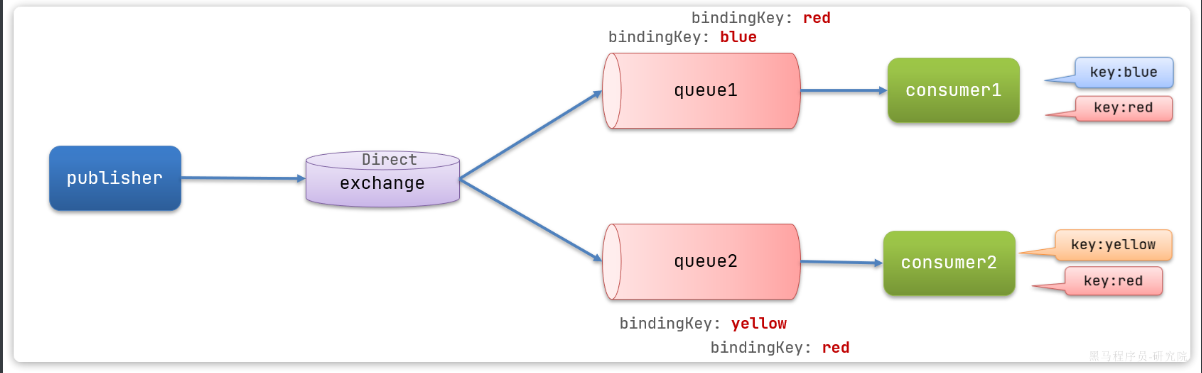 bindingKey: red
bindingKey: blue
queue1
consumer1
key:blue
key:red
publisher
Direct
exchange
queue2
consumer2
key:yellow
key:red
bindingKey: yellow
bindingKey: red
黑马程序员-研究院